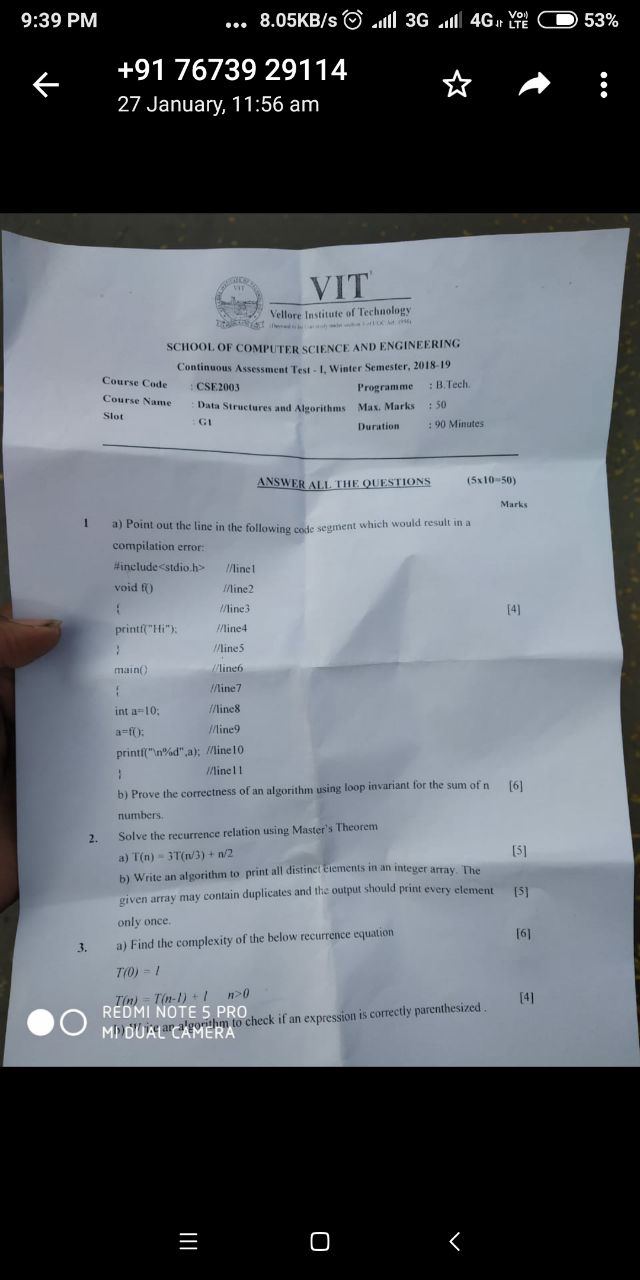 9:39 PM ... 8.05KB/s 3G 4G Vo)) LTE 53%
+91 76739 29114
27 January, 11:56 am
VIT
Vellore Institute of Technology
SCHOOL OF COMPUTER SCIENCE AND ENGINEERING
Continuous Assessment Test - I, Winter Semester, 2018-19
Course Code : CSE2003 Programme : B.Tech.
Course Name : Data Structures and Algorithms Max. Marks : 50
Slot : G1 Duration : 90 Minutes
ANSWER ALL THE QUESTIONS (5x10=50)
Marks
1 a) Point out the line in the following code segment which would result in a
compilation error:
#include<stdio.h> //line1
void f() //line2
{ //line3 [4]
printf("Hi"); //line4
} //line5
main() //line6
{ //line7
int a=10; //line8
a=f(); //line9
printf("\n%d",a); //line10
} //line11
b) Prove the correctness of an algorithm using loop invariant for the sum of n [6]
numbers.
2. Solve the recurrence relation using Master's Theorem
a) T(n) = 3T(n/3) + n/2 [5]
b) Write an algorithm to print all distinct elements in an integer array. The
given array may contain duplicates and the output should print every element [5]
only once.
3. a) Find the complexity of the below recurrence equation [6]
T(0) = 1
T(n) = T(n-1) + 1 n>0
b) an algorithm to check if an expression is correctly parenthesized . [4]
REDMI NOTE 5 PRO
MI DUAL CAMERA